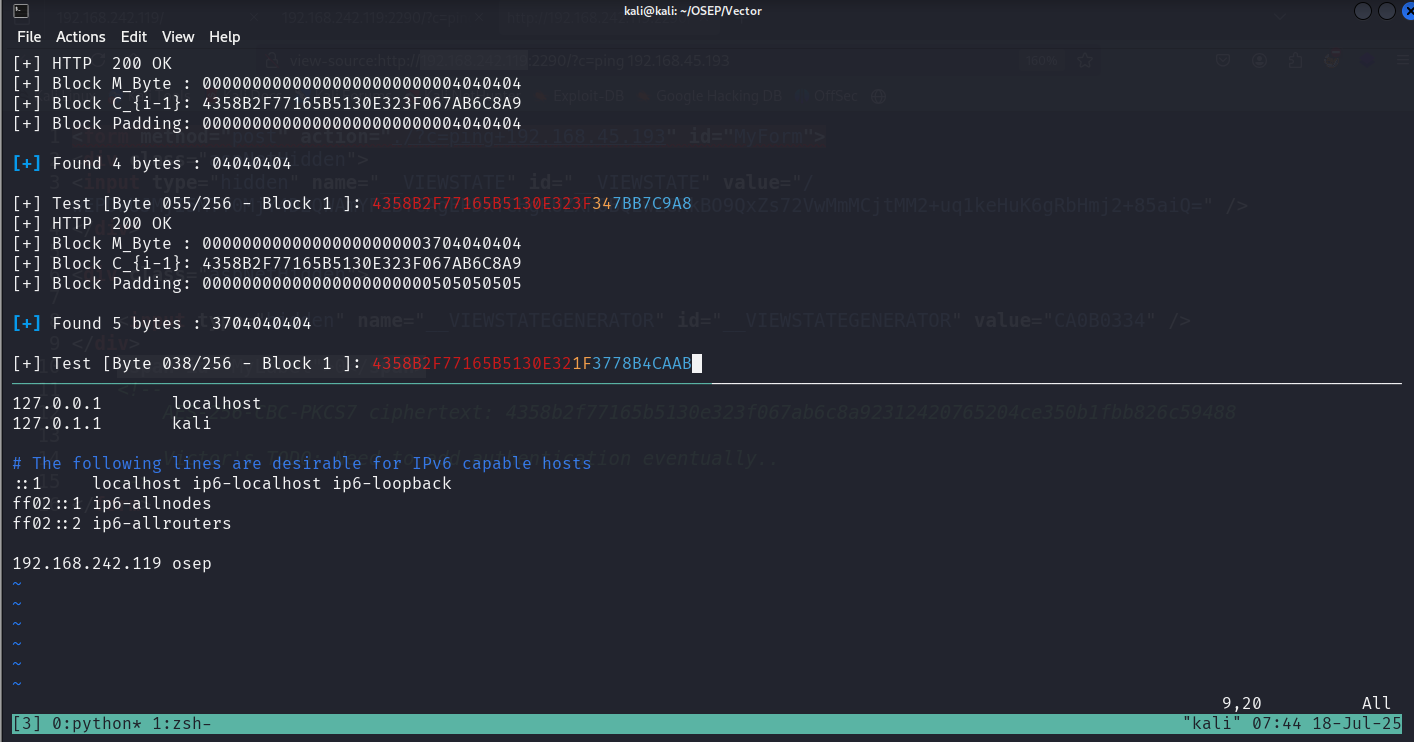 kali@kali: ~/OSEP/Vector
File Actions Edit View Help
[+] HTTP 200 OK
[+] Block M_Byte : 00000000000000000000000004040404
[+] Block C_{i-1}: 4358B2F77165B5130E323F067AB6C8A9
[+] Block Padding: 00000000000000000000000004040404
[+] Found 4 bytes : 04040404
[+] Test [Byte 055/256 - Block 1 ]: 4358B2F77165B5130E323F347BB7C9A8
[+] HTTP 200 OK
[+] Block M_Byte : 00000000000000000000003704040404
[+] Block C_{i-1}: 4358B2F77165B5130E323F067AB6C8A9
[+] Block Padding: 00000000000000000000000505050505
[+] Found 5 bytes : 3704040404
[+] Test [Byte 038/256 - Block 1 ]: 4358B2F77165B5130E321F3778B4CAAB
127.0.0.1 localhost
127.0.1.1 kali
# The following lines are desirable for IPv6 capable hosts
::1 localhost ip6-localhost ip6-loopback
ff02::1 ip6-allnodes
ff02::2 ip6-allrouters
192.168.242.119 osep
~
~
~
~
~
~
9,20 All
[3] 0:python* 1:zsh- "kali" 07:44 18-Jul-25